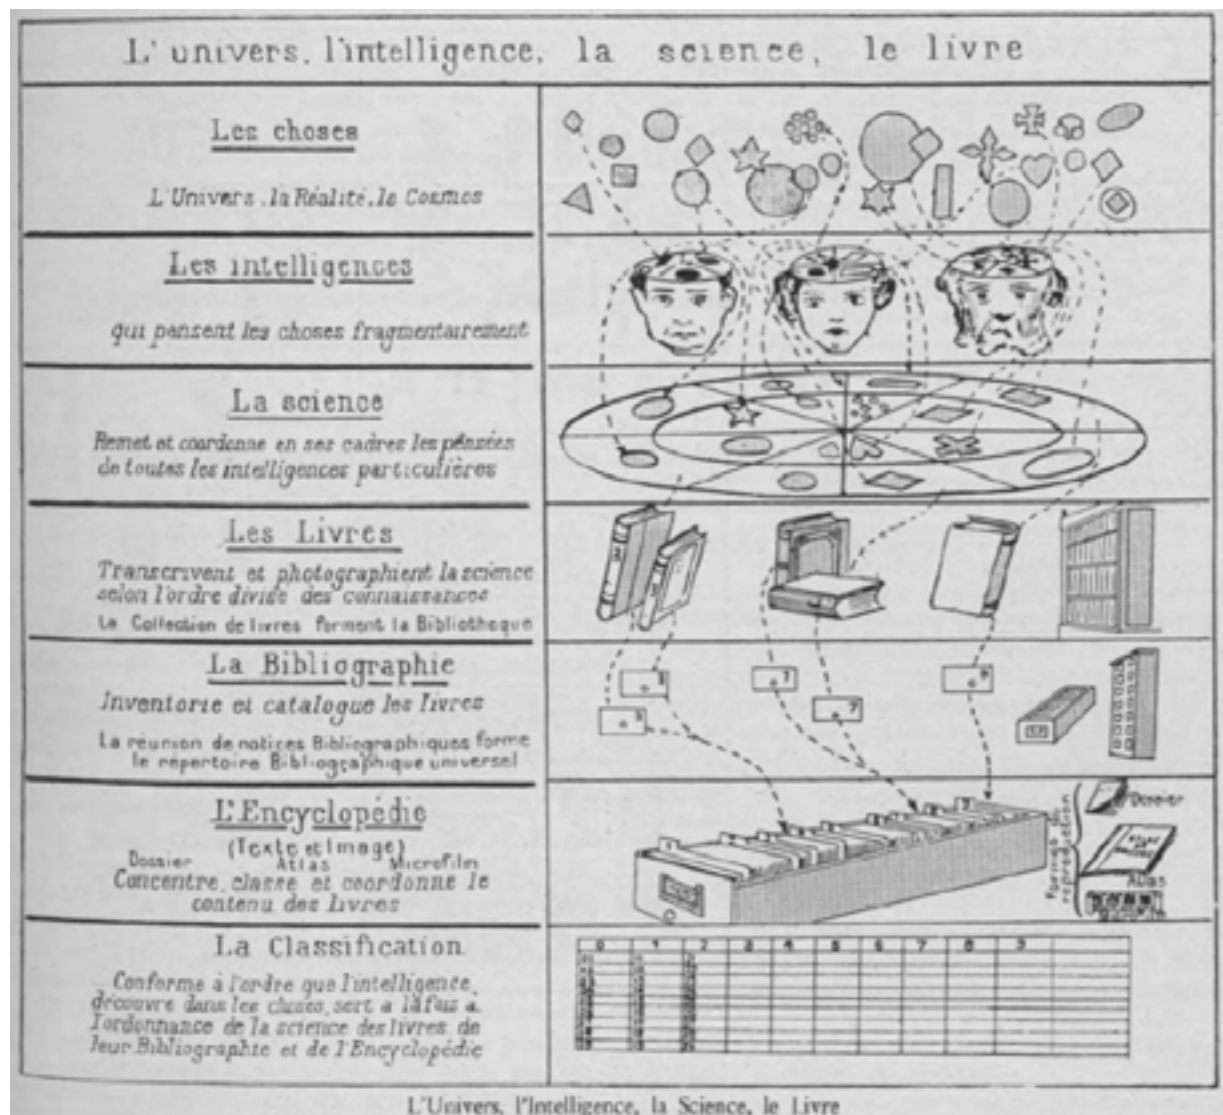 L'univers, l'intelligence, la science, le livre
Les choses
L'Univers, la Réalité, le Cosmos
Les intelligences
qui pensent les choses fragmentairement
La science
Remet et coordonne en ses cadres les pensées
de toutes les intelligences particulières
Les Livres
Transcrivent et photographient la science
selon l'ordre divisé des connaissances
La Collection de livres forment la Bibliothèque
La Bibliographie
Inventorie et catalogue les livres
La réunion de notices Bibliographiques forme
le répertoire Bibliographique universel
L'Encyclopédie
(Texte et Image)
Dossier Atlas Microfilm
Concentre, classe et coordonne le
contenu des Livres
Formes de
reproduction
Dossier
Atlas
La Classification
0 1 2 3 4 5 6 7 8 9
Conforme à l'ordre que l'intelligence,
découvre dans les choses, sert a la fois a
l'ordonnance de la science des livres, de
leur Bibliographie et de l'Encyclopédie
L'Univers, l'Intelligence, la Science, le Livre